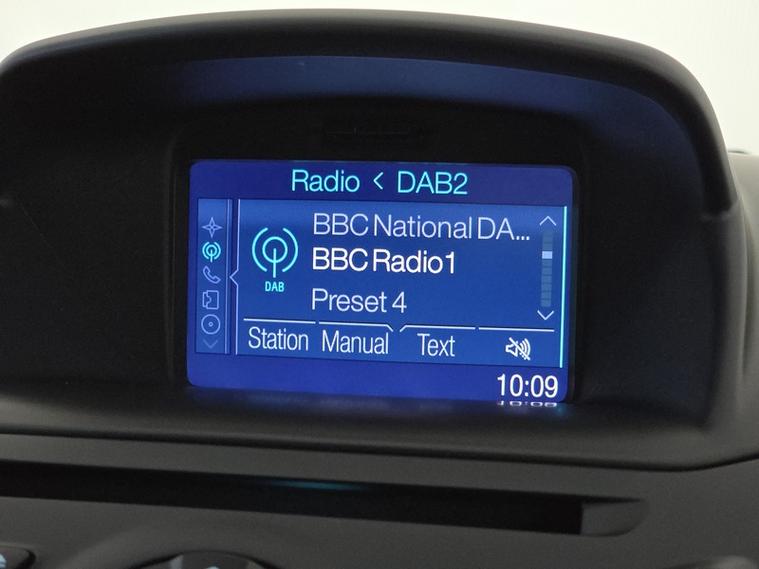 Radio < DAB2
BBC National DA...
BBC Radio1
DAB
Preset 4
Station Manual Text
10:09